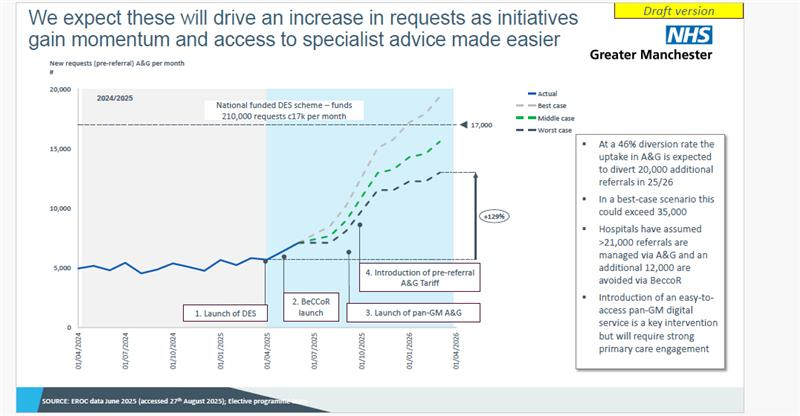 Draft version
We expect these will drive an increase in requests as initiatives
gain momentum and access to specialist advice made easier
NHS
Greater Manchester
New requests (pre-referral) A&G per month
#
20,000
15,000
10,000
5,000
0
2024/2025
National funded DES scheme – funds
210,000 requests c17k per month
17,000
Actual
Best case
Middle case
Worst case
+129%
1. Launch of DES
2. BeCCoR
launch
3. Launch of pan-GM A&G
4. Introduction of pre-referral
A&G Tariff
01/04/2024
01/07/2024
01/10/2024
01/01/2025
01/04/2025
01/07/2025
01/10/2025
01/01/2026
01/04/2026
▪ At a 46% diversion rate the
uptake in A&G is expected
to divert 20,000 additional
referrals in 25/26
▪ In a best-case scenario this
could exceed 35,000
▪ Hospitals have assumed
>21,000 referrals are
managed via A&G and an
additional 12,000 are
avoided via BeccoR
▪ Introduction of an easy-to-
access pan-GM digital
service is a key intervention
but will require strong
primary care engagement
SOURCE: EROC data June 2025 (accessed 27th August 2025); Elective programme